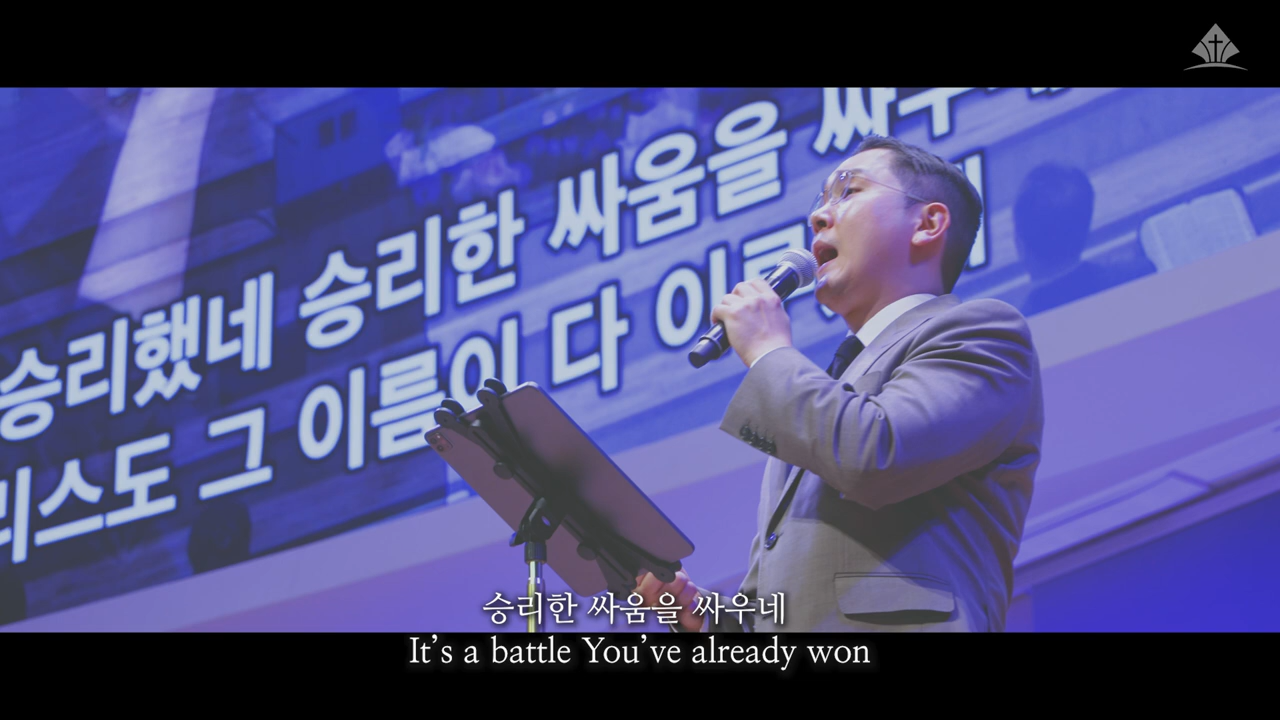 승리했네 승리한 싸움을 싸우네
리스도 그 이름이 다
승리한 싸움을 싸우네
It's a battle You've already won